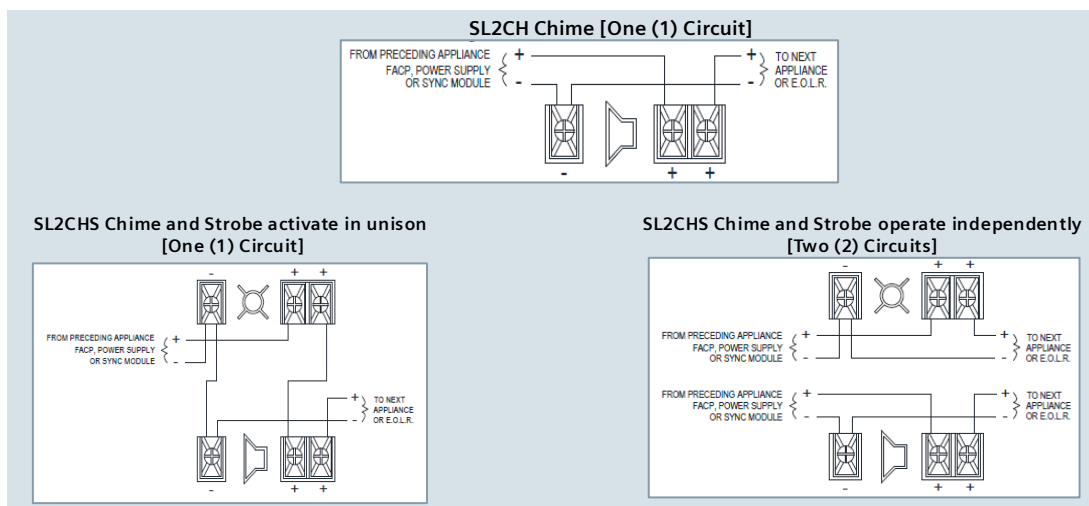 SL2CH Chime [One (1) Circuit]
FROM PRECEDING APPLIANCE
FACP, POWER SUPPLY
OR SYNC MODULE
+
-
+
-
TO NEXT
APPLIANCE
OR E.O.L.R.
-
+ +
SL2CHS Chime and Strobe activate in unison
[One (1) Circuit]
-
+ +
FROM PRECEDING APPLIANCE
FACP, POWER SUPPLY
OR SYNC MODULE
+
-
+
-
TO NEXT
APPLIANCE
OR E.O.L.R.
-
+ +
SL2CHS Chime and Strobe operate independently
[Two (2) Circuits]
-
+ +
FROM PRECEDING APPLIANCE
FACP, POWER SUPPLY
OR SYNC MODULE
+
-
+
-
TO NEXT
APPLIANCE
OR E.O.L.R.
FROM PRECEDING APPLIANCE
FACP, POWER SUPPLY
OR SYNC MODULE
+
-
+
-
TO NEXT
APPLIANCE
OR E.O.L.R.
-
+ +